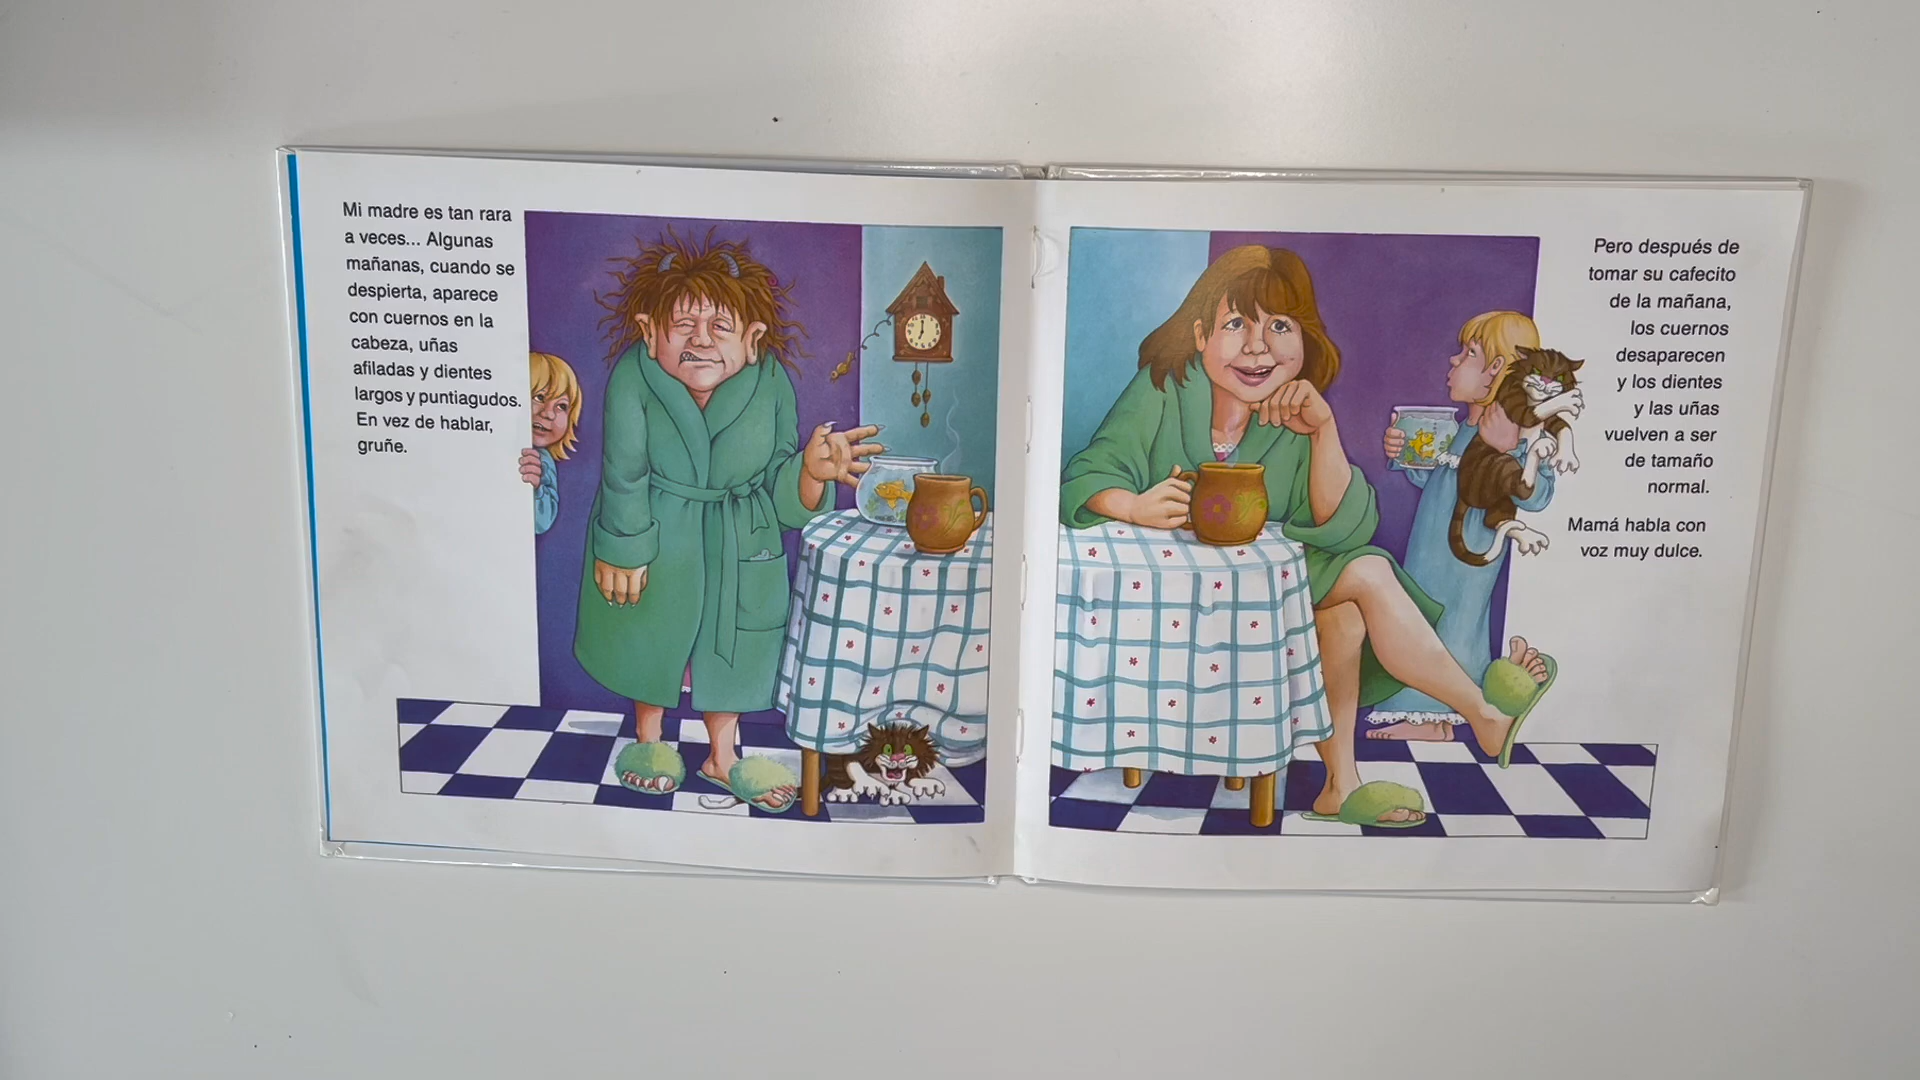 Mi madre es tan rara
a veces... Algunas
mañanas, cuando se
despierta, aparece
con cuernos en la
cabeza, uñas
afiladas y dientes
largos y puntiagudos.
En vez de hablar,
gruñe.
Pero después de
tomar su cafecito
de la mañana,
los cuernos
desaparecen
y los dientes
y las uñas
vuelven a ser
de tamaño
normal.
Mamá habla con
voz muy dulce.